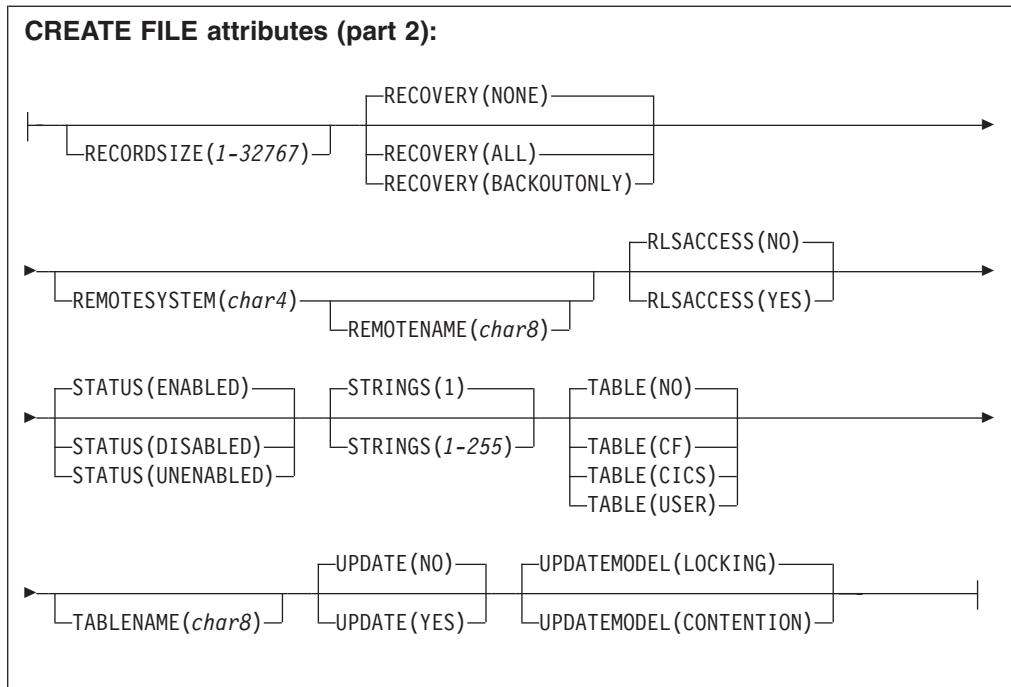 CREATE FILE attributes (part 2):
RECOVERY(NONE)
RECORDSIZE(1-32767)
RECOVERY(ALL)
RECOVERY(BACKOUTONLY)
RLSACCESS(NO)
REMOTESYSTEM(char4)
REMOTENAME(char8)
RLSACCESS(YES)
STATUS(ENABLED)
STATUS(DISABLED)
STATUS(UNENABLED)
STRINGS(1)
STRINGS(1-255)
TABLE(NO)
TABLE(CF)
TABLE(CICS)
TABLE(USER)
TABLENAME(char8)
UPDATE(NO)
UPDATE(YES)
UPDATEMODEL(LOCKING)
UPDATEMODEL(CONTENTION)